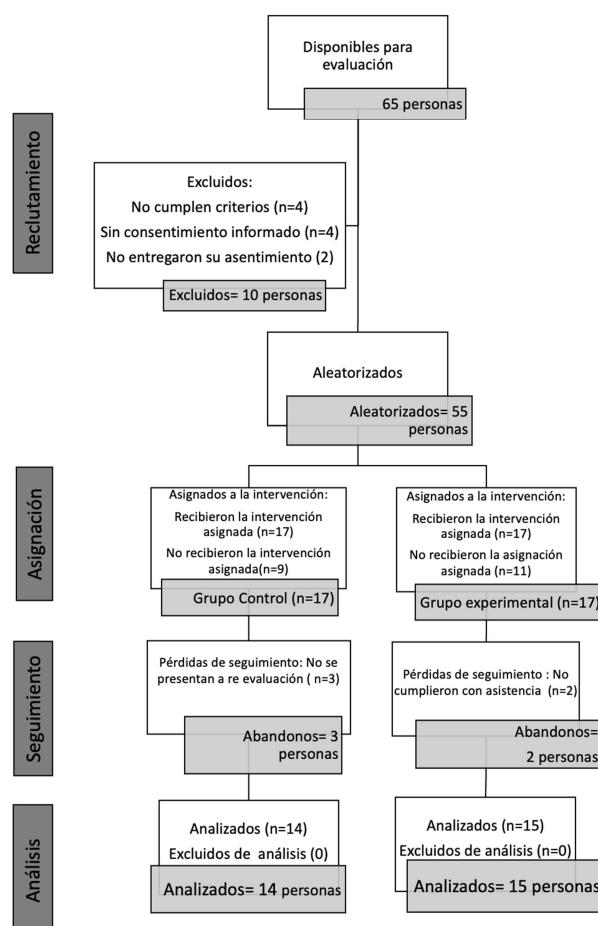 Reclutamiento
Disponibles para
evaluación
65 personas
Excluidos:
No cumplen criterios (n=4)
Sin consentimiento informado (n=4)
No entregaron su asentimiento (2)
Excluidos= 10 personas
Aleatorizados
Aleatorizados= 55
personas
Asignación
Asignados a la intervención:
Recibieron la intervención
asignada (n=17)
No recibieron la intervención
asignada(n=9)
Grupo Control (n=17)
Asignados a la intervención:
Recibieron la intervención
asignada (n=17)
No recibieron la asignación
asignada (n=11)
Grupo experimental (n=17)
Seguimiento
Pérdidas de seguimiento: No se
presentan a re evaluación ( n=3)
Abandonos= 3
personas
Pérdidas de seguimiento : No
cumplieron con asistencia (n=2)
Abandonos=
2 personas
Análisis
Analizados (n=14)
Excluidos de análisis (0)
Analizados= 14 personas
Analizados (n=15)
Excluidos de análisis (n=0)
Analizados= 15 personas